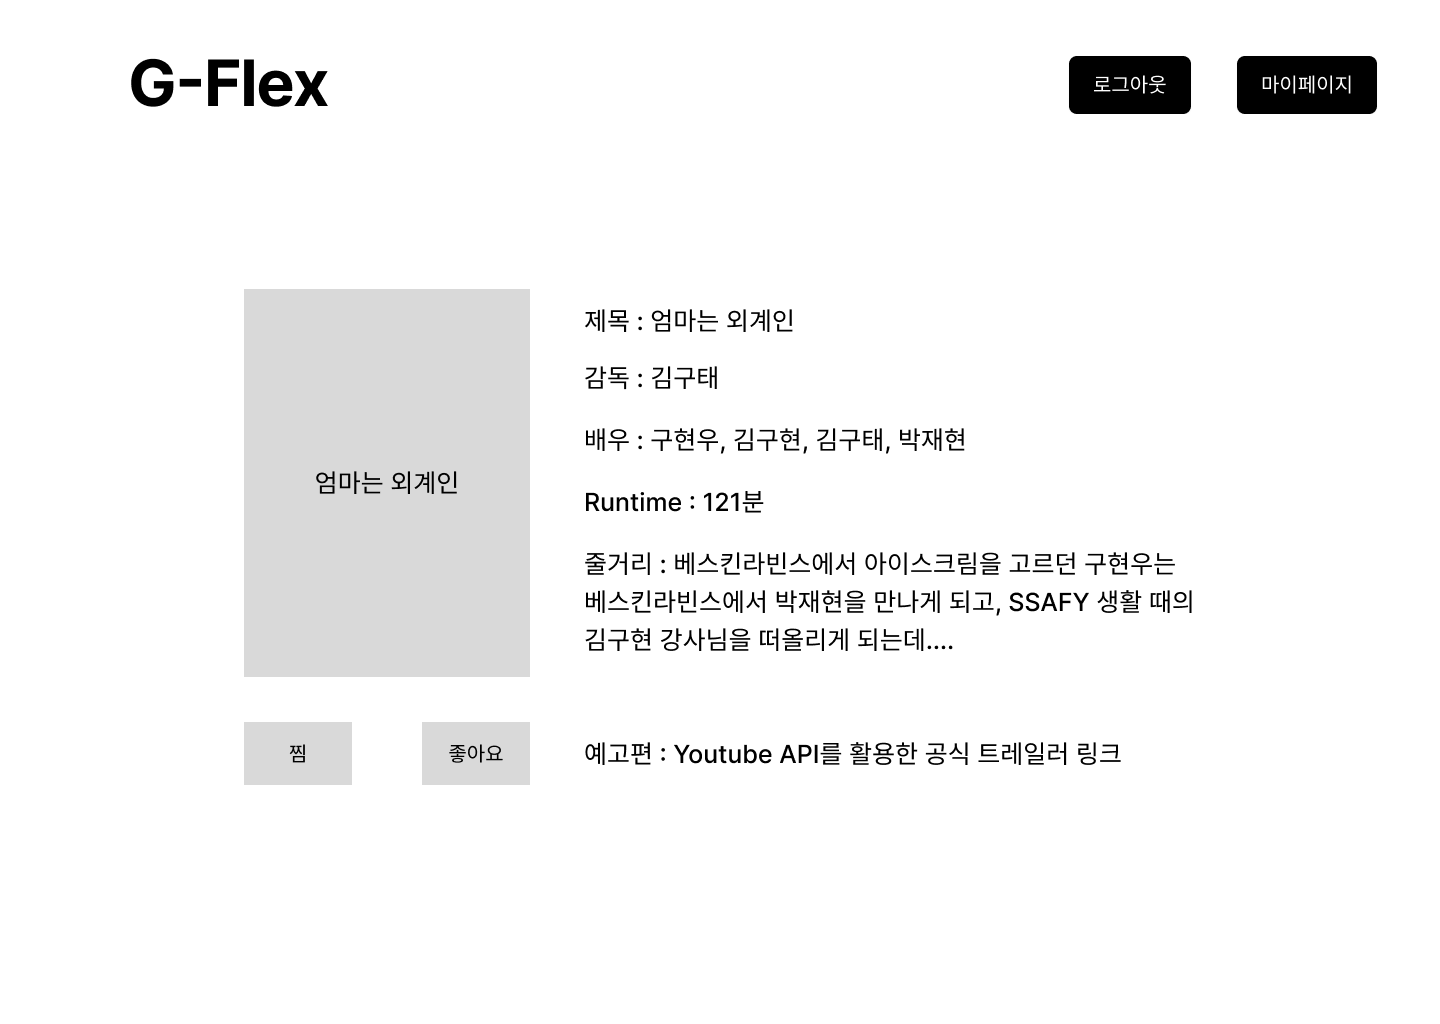 G-Flex
로그아웃
마이페이지
엄마는 외계인
제목 : 엄마는 외계인
감독 : 김구태
배우 : 구현우, 김구현, 김구태, 박재현
Runtime : 121분
줄거리 : 베스킨라빈스에서 아이스크림을 고르던 구현우는
베스킨라빈스에서 박재현을 만나게 되고, SSAFY 생활 때의
김구현 강사님을 떠올리게 되는데....
찜
좋아요
예고편 : Youtube API를 활용한 공식 트레일러 링크